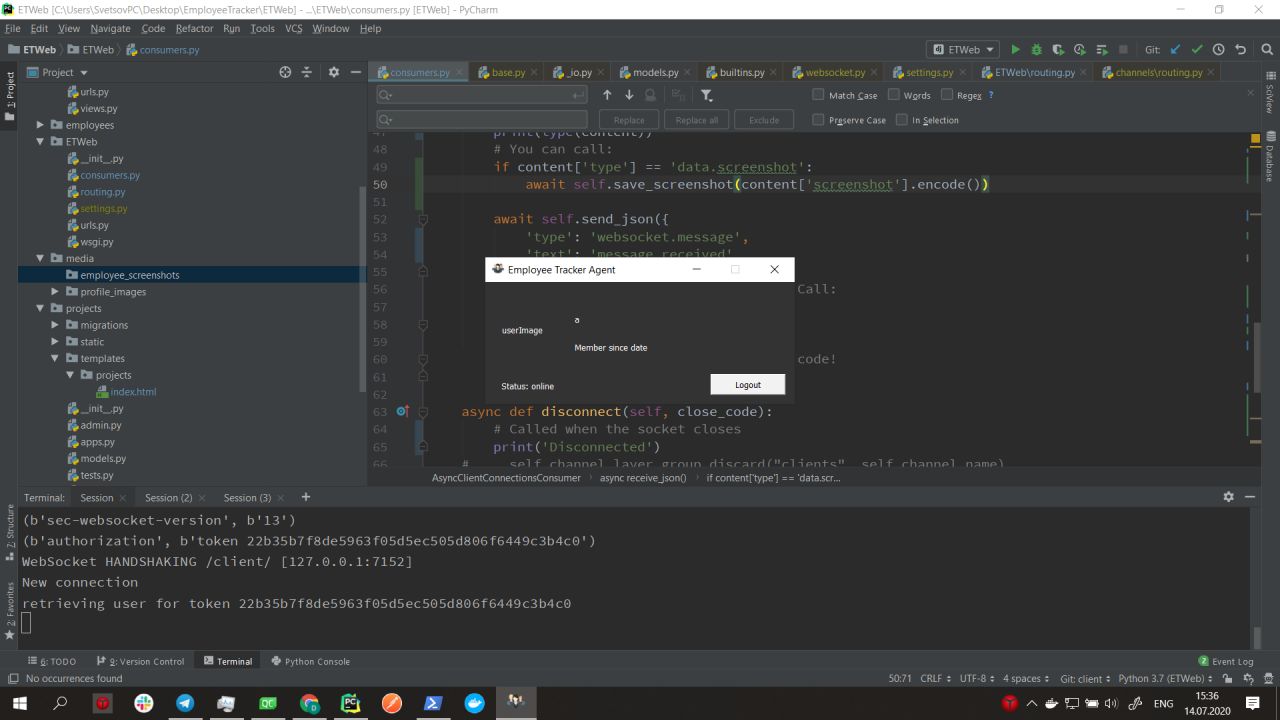 ETWeb [C:\Users\SvetsovPC\Desktop\EmployeeTracker\ETWeb] - ...\ETWeb\consumers.py [ETWeb] - PyCharm
File Edit View Navigate Code Refactor Run Tools VCS Window Help
ETWeb ETWeb consumers.py
ETWeb Git:
Project
consumers.py base.py _io.py models.py builtins.py websocket.py settings.py ETWeb\routing.py channels\routing.py
1: Project
SciView
Database
urls.py
views.py
employees
ETWeb
__init__.py
consumers.py
routing.py
settings.py
urls.py
wsgi.py
media
employee_screenshots
profile_images
projects
migrations
static
templates
projects
index.html
__init__.py
admin.py
apps.py
models.py
tests.py
Match Case Words Regex ?
Replace Replace all Exclude Preserve Case In Selection
47 print(type(content))
48 # You can call:
49 if content['type'] == 'data.screenshot':
50 await self.save_screenshot(content['screenshot'].encode())
51
52 await self.send_json({
53 'type': 'websocket.message',
54 'text': 'message received'
55
56 Call:
57
58
59
60 code!
61
62
63 async def disconnect(self, close_code):
64 # Called when the socket closes
65 print('Disconnected')
66 # self.channel_layer.group_discard("clients", self.channel_name)
Employee Tracker Agent
a
userImage
Member since date
Status: online
Logout
AsyncClientConnectionsConsumer async receive_json() if content['type'] == 'data.scr...
Terminal: Session Session (2) Session (3) +
(b'sec-websocket-version', b'13')
(b'authorization', b'token 22b35b7f8de5963f05d5ec505d806f6449c3b4c0')
WebSocket HANDSHAKING /client/ [127.0.0.1:7152]
New connection
retrieving user for token 22b35b7f8de5963f05d5ec505d806f6449c3b4c0
7: Structure
2: Favorites
6: TODO 9: Version Control Terminal Python Console 2 Event Log
No occurrences found 50:71 CRLF UTF-8 4 spaces Git: client Python 3.7 (ETWeb)
QC PC ENG 15:36
14.07.2020